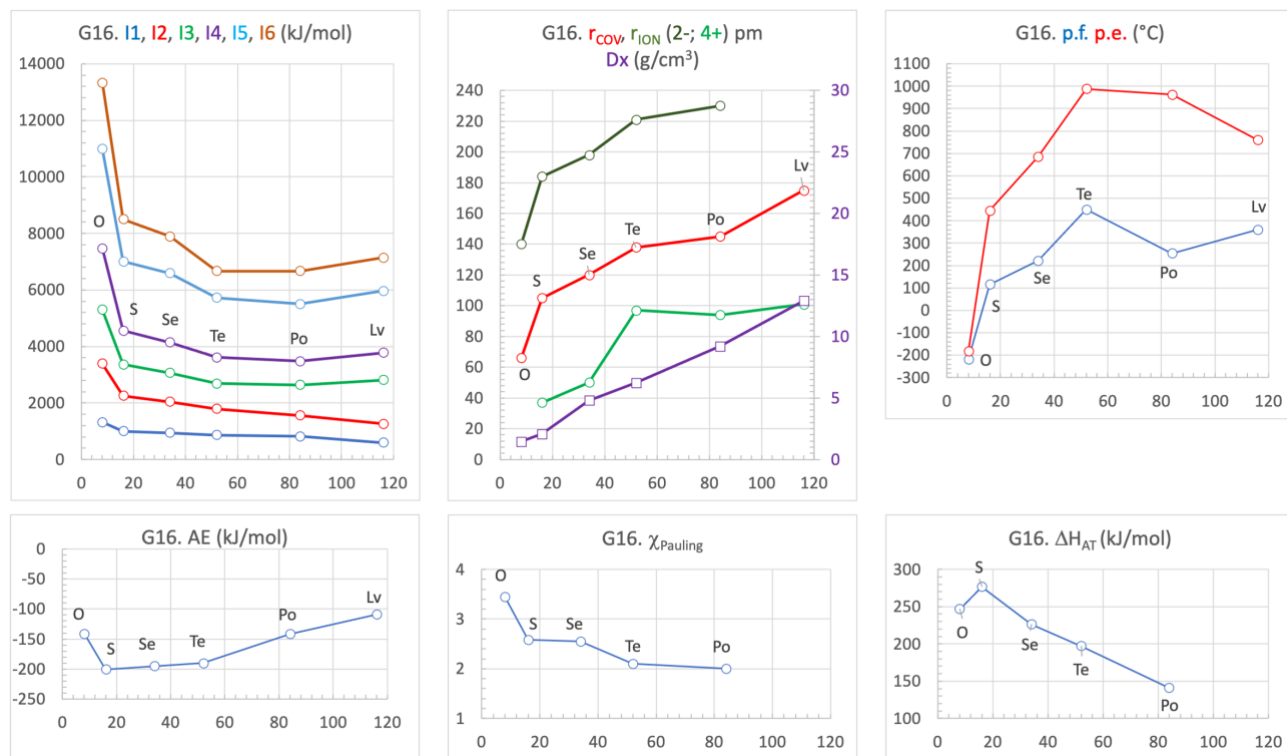 G16. I1, I2, I3, I4, I5, I6 (kJ/mol)
14000
12000
10000
8000
6000
4000
2000
0
O
S
Se
Te
Po
Lv
0 20 40 60 80 100 120
G16. rCOV, rION (2-; 4+) pm
Dx (g/cm³)
240
220
200
180
160
140
120
100
80
60
40
20
0
30
25
20
15
10
5
0
O
S
Se
Te
Po
Lv
0 20 40 60 80 100 120
G16. p.f. p.e. (°C)
1100
1000
900
800
700
600
500
400
300
200
100
0
-100
-200
-300
O
S
Se
Te
Po
Lv
0 20 40 60 80 100 120
G16. AE (kJ/mol)
0
-50
-100
-150
-200
-250
O
S
Se
Te
Po
Lv
0 20 40 60 80 100 120
G16. χPauling
4
3
2
1
O
S
Se
Te
Po
0 20 40 60 80 100 120
G16. ΔHAT (kJ/mol)
300
250
200
150
100
O
S
Se
Te
Po
0 20 40 60 80 100 120